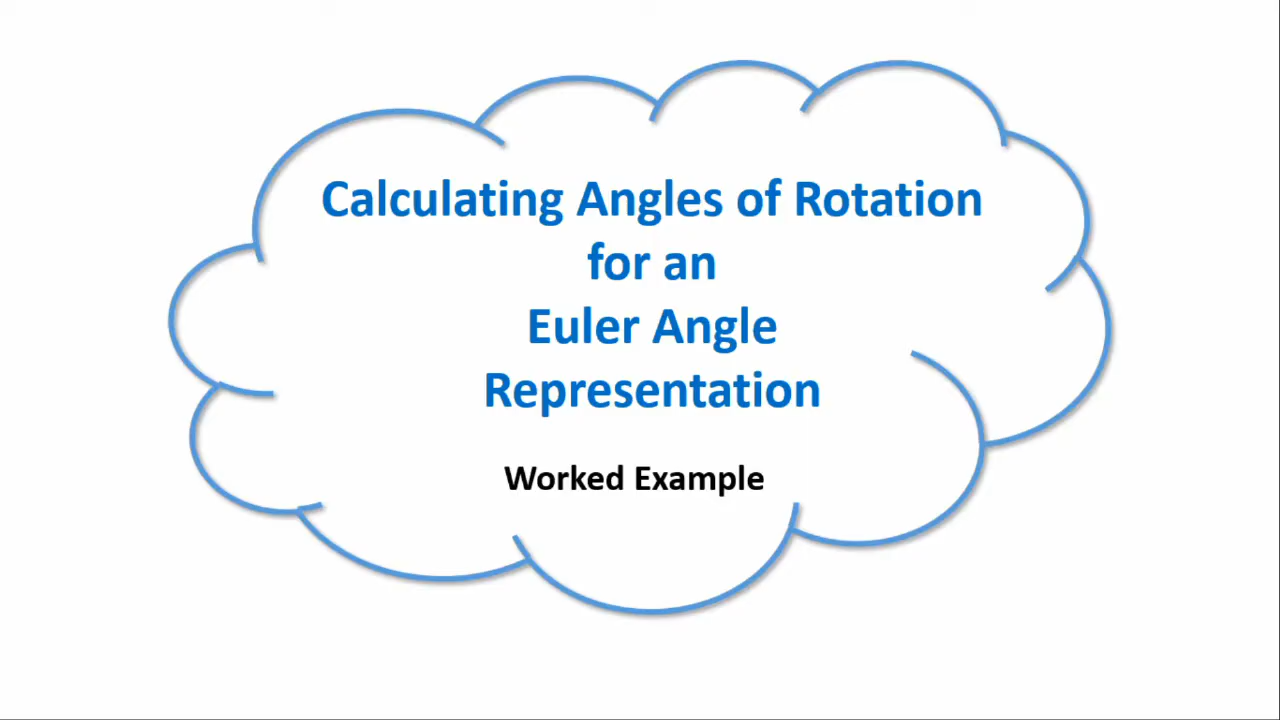 Calculating Angles of Rotation
for an
Euler Angle
Representation
Worked Example